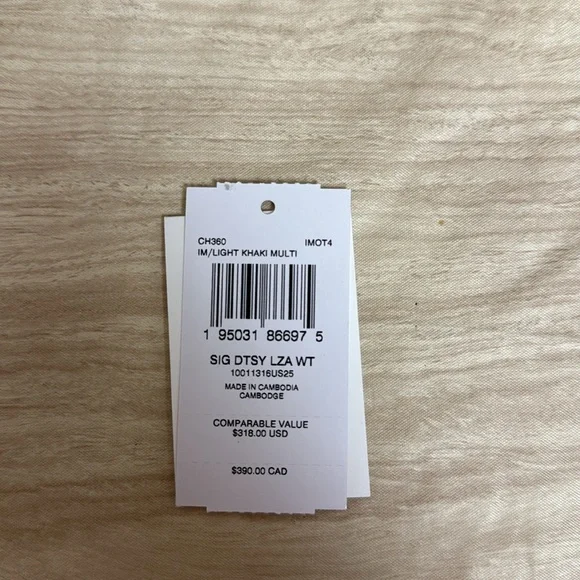 CH360 IMOT4
IM/LIGHT KHAKI MULTI
1 95031 86697 5
SIG DTSY LZA WT
10011316US25
MADE IN CAMBODIA
CAMBODGE
COMPARABLE VALUE
$318.00 USD
$390.00 CAD